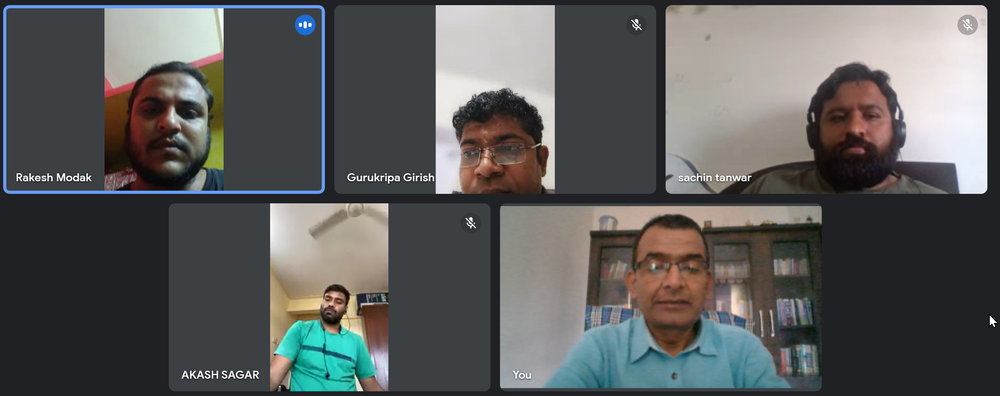 Rakesh Modak
Gurukripa Girish
sachin tanwar
AKASH SAGAR
You